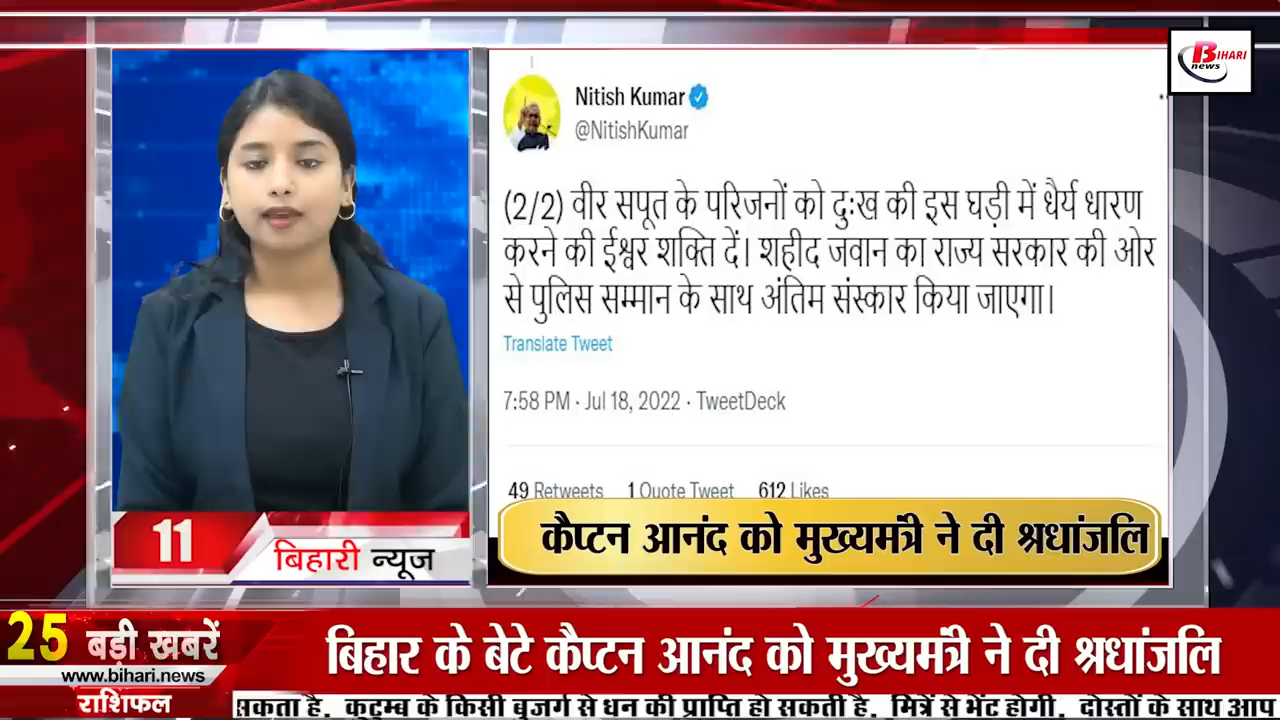 BIHARI
news
Nitish Kumar
@NitishKumar
(2/2) वीर सपूत के परिजनों को दुःख की इस घड़ी में धैर्य धारण
करने की ईश्वर शक्ति दें। शहीद जवान का राज्य सरकार की ओर
से पुलिस सम्मान के साथ अंतिम संस्कार किया जाएगा।
Translate Tweet
7:58 PM · Jul 18, 2022 · TweetDeck
49 Retweets 1 Quote Tweet 612 Likes
कैप्टन आनंद को मुख्यमंत्री ने दी श्रधांजलि
11
बिहारी न्यूज
25 बड़ी खबरें
www.bihari.news
बिहार के बेटे कैप्टन आनंद को मुख्यमंत्री ने दी श्रधांजलि
राशिफल
सकता है. कुटुम्ब के किसी बुजुर्ग से धन की प्राप्ति हो सकती है. मित्रें से भेंट होगी. दोस्तों के साथ आप